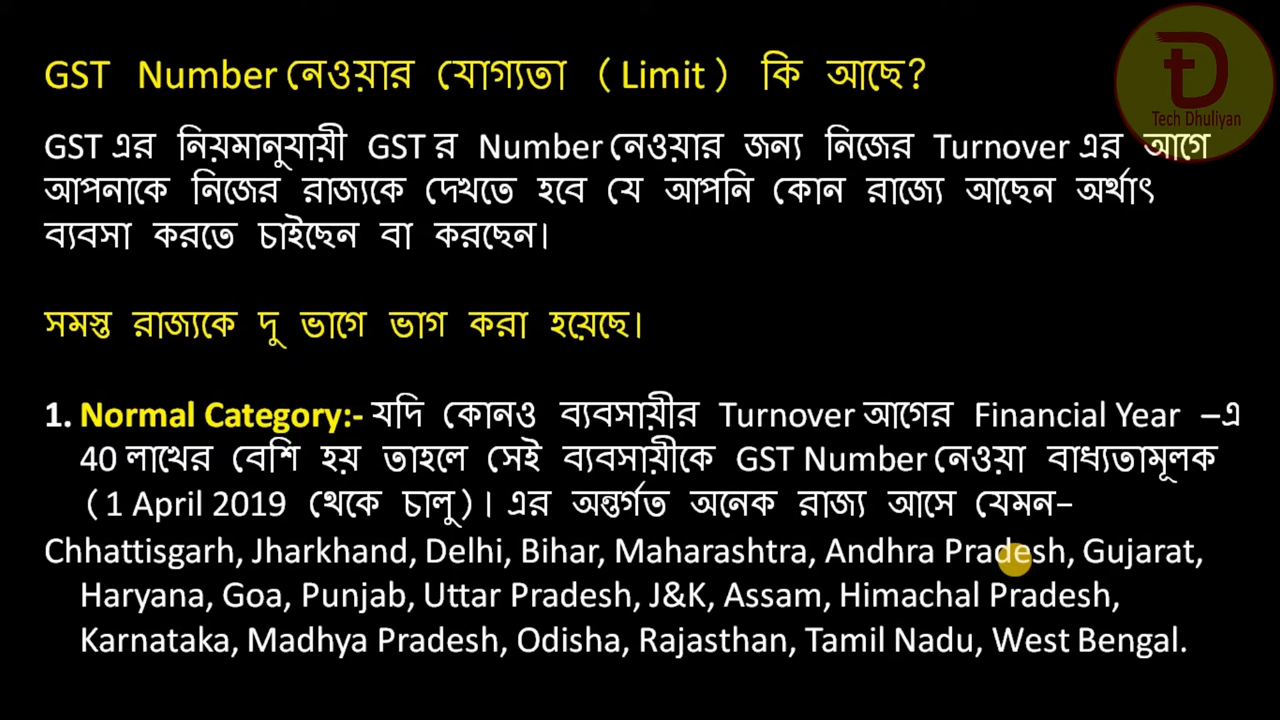 GST Number নেওয়ার যোগ্যতা ( Limit ) কি আছে?
GST এর নিয়মানুযায়ী GST র Number নেওয়ার জন্য নিজের Turnover এর আগে
আপনাকে নিজের রাজ্যকে দেখতে হবে যে আপনি কোন রাজ্যে আছেন অর্থাৎ
ব্যবসা করতে চাইছেন বা করছেন।
সমস্ত রাজ্যকে দু ভাগে ভাগ করা হয়েছে।
1. Normal Category:- যদি কোনও ব্যবসায়ীর Turnover আগের Financial Year –এ
40 লাখের বেশি হয় তাহলে সেই ব্যবসায়ীকে GST Number নেওয়া বাধ্যতামূলক
( 1 April 2019 থেকে চালু )। এর অন্তর্গত অনেক রাজ্য আসে যেমন–
Chhattisgarh, Jharkhand, Delhi, Bihar, Maharashtra, Andhra Pradesh, Gujarat,
Haryana, Goa, Punjab, Uttar Pradesh, J&K, Assam, Himachal Pradesh,
Karnataka, Madhya Pradesh, Odisha, Rajasthan, Tamil Nadu, West Bengal.
Tech Dhuliyan